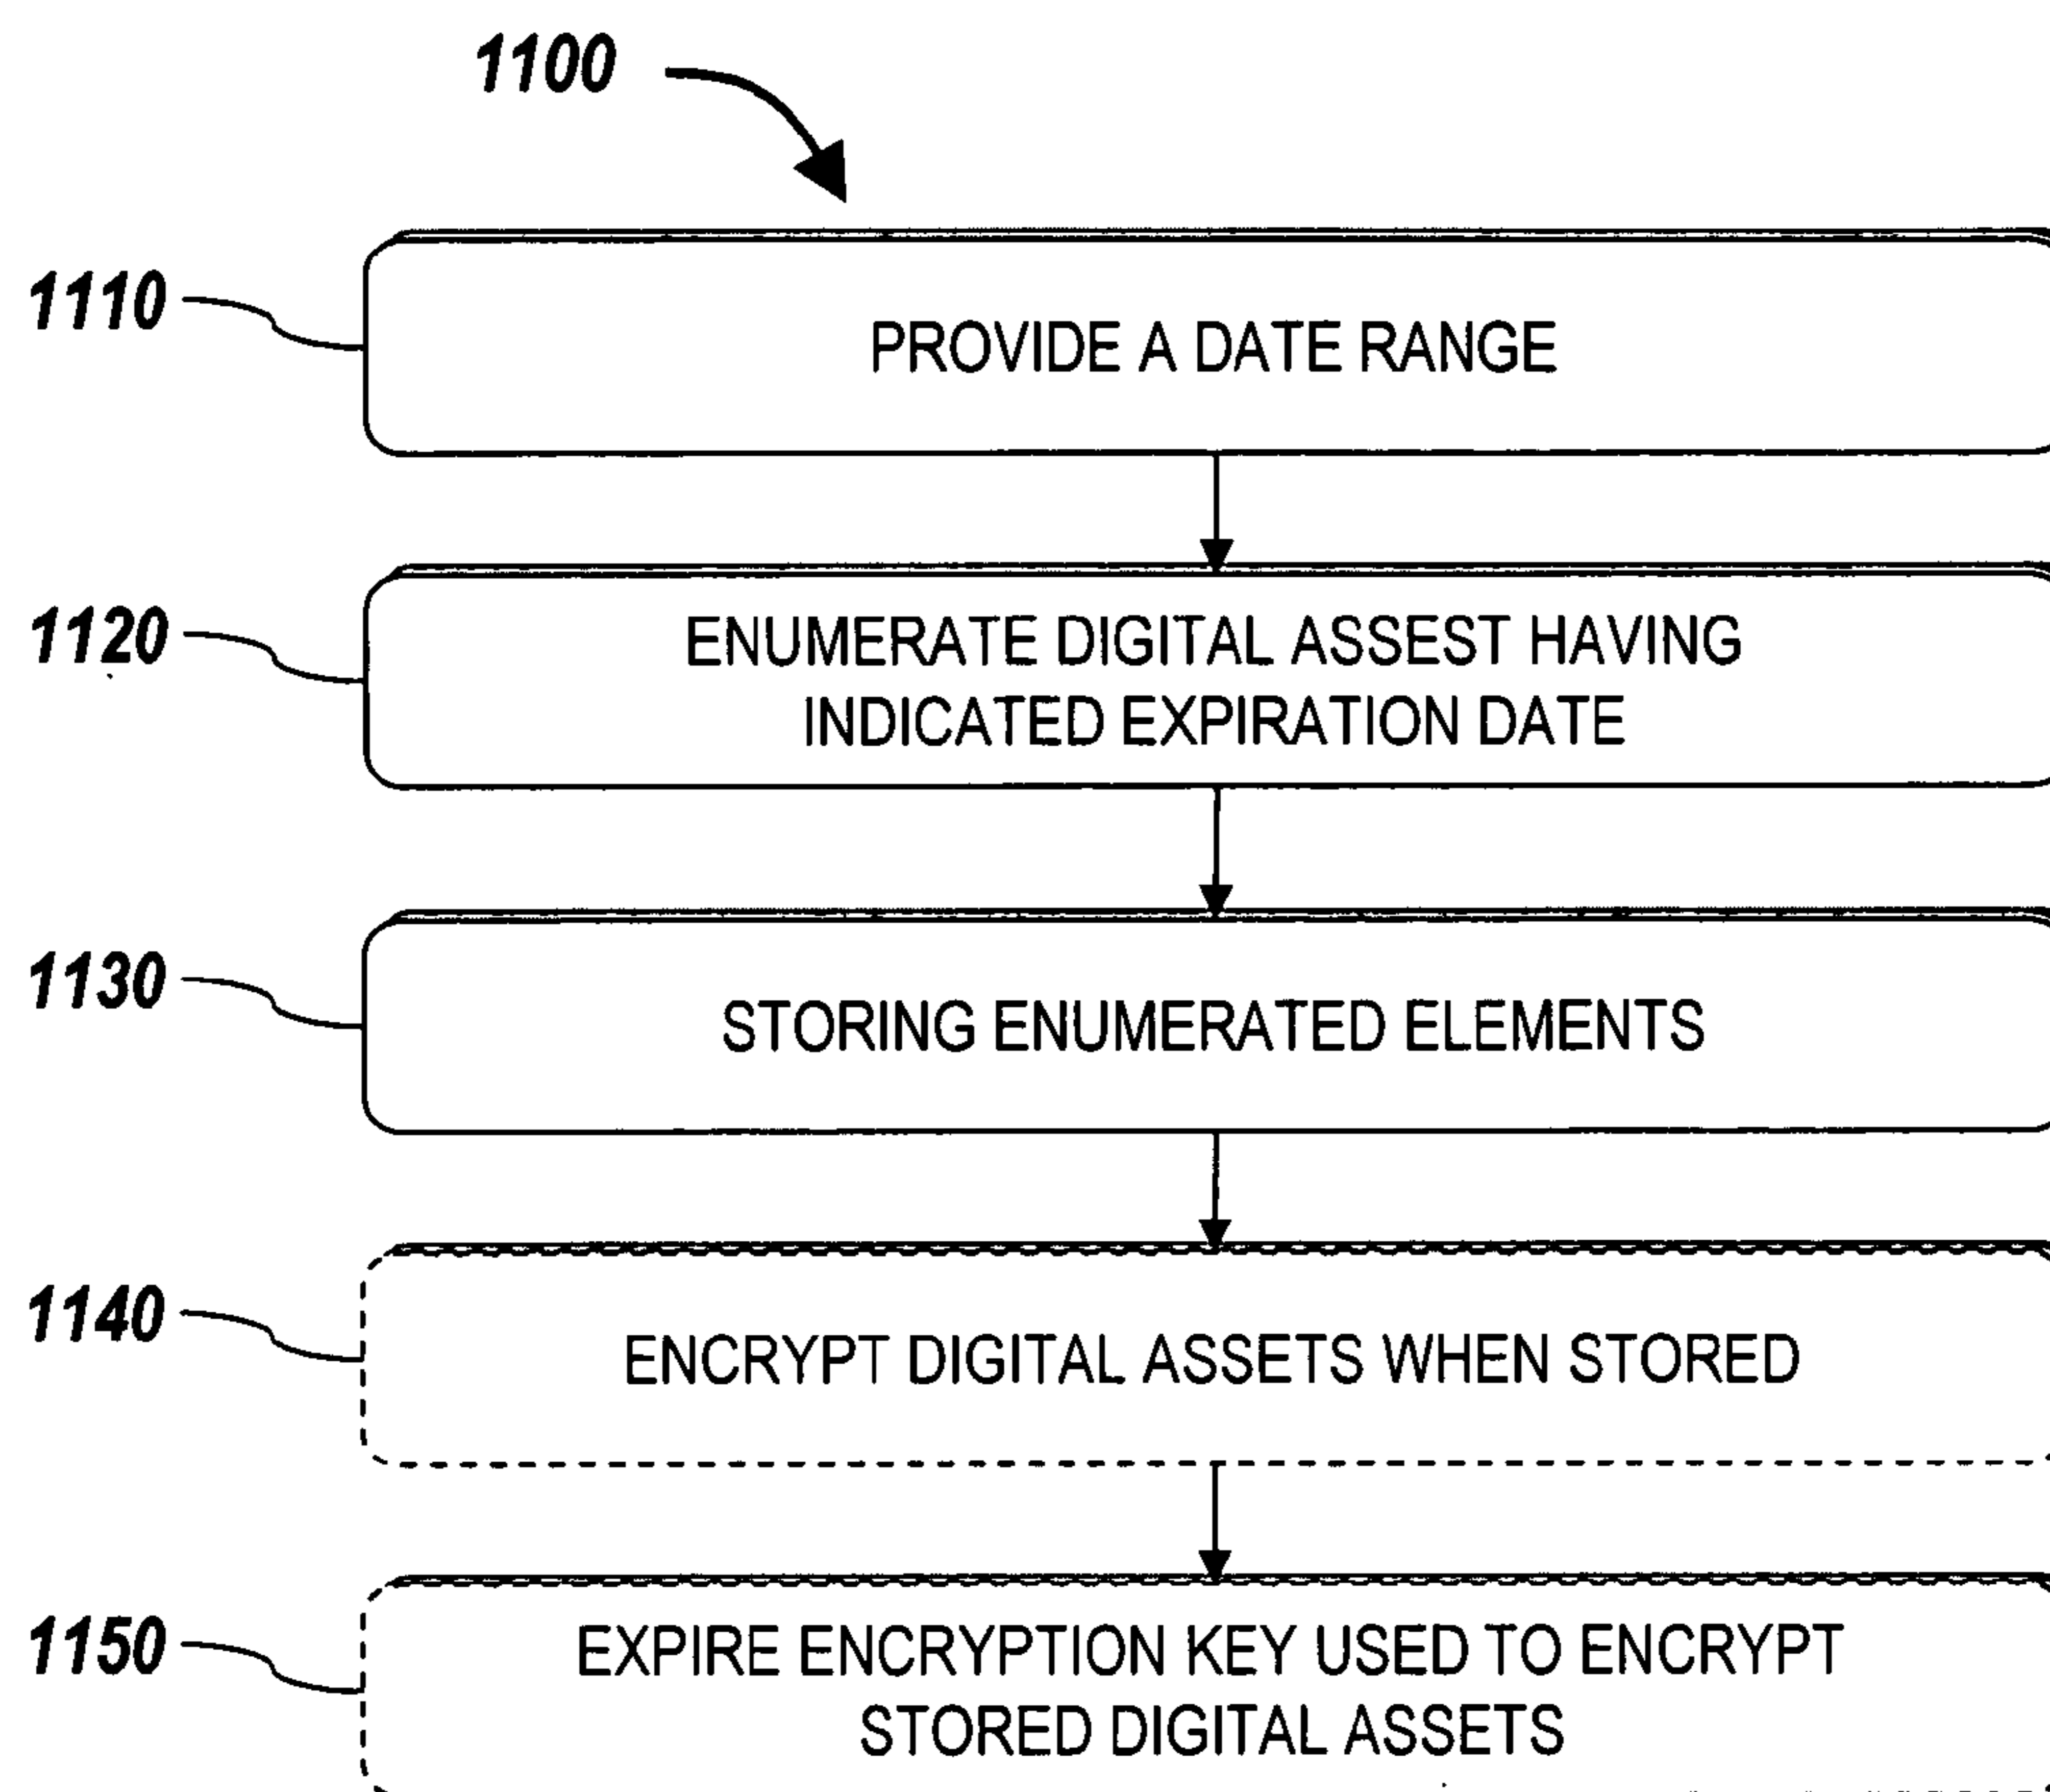 1100
1110
PROVIDE A DATE RANGE
1120
ENUMERATE DIGITAL ASSEST HAVING
INDICATED EXPIRATION DATE
1130
STORING ENUMERATED ELEMENTS
1140
ENCRYPT DIGITAL ASSETS WHEN STORED
1150
EXPIRE ENCRYPTION KEY USED TO ENCRYPT
STORED DIGITAL ASSETS